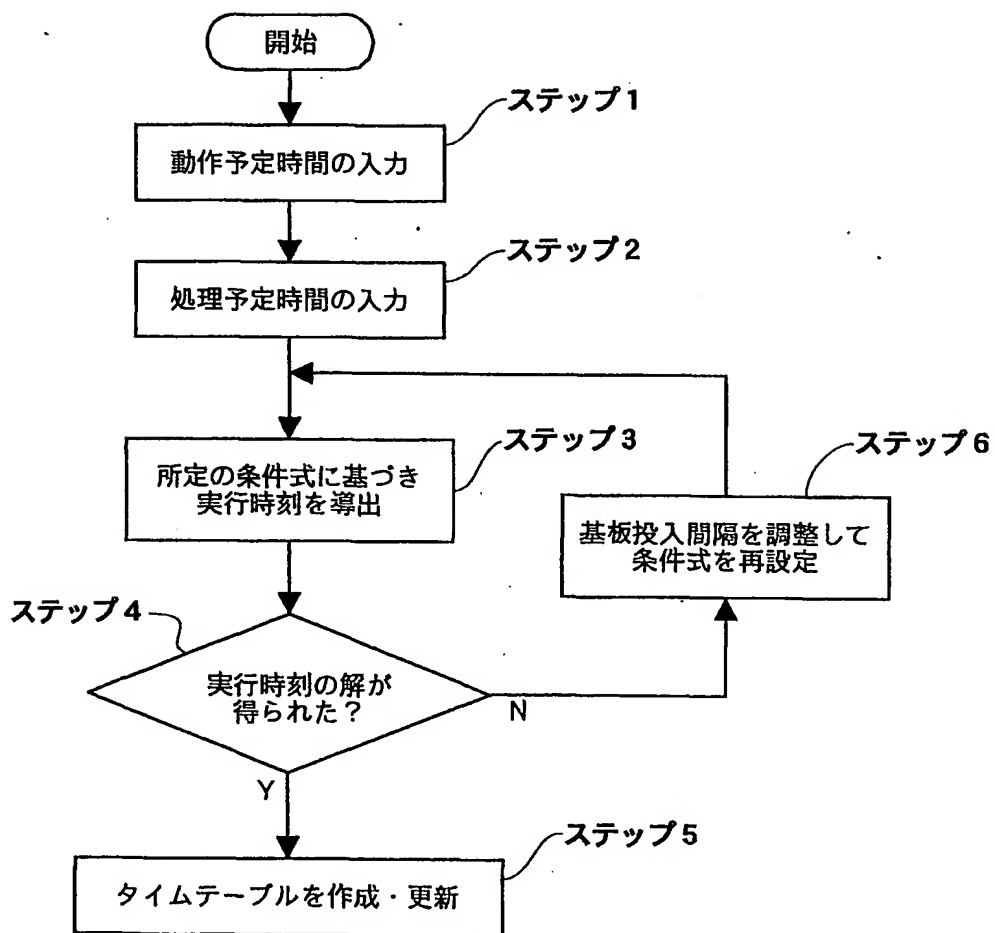 開始
ステップ1
動作予定時間の入力
ステップ2
処理予定時間の入力
ステップ3
所定の条件式に基づき
実行時刻を導出
ステップ6
基板投入間隔を調整して
条件式を再設定
ステップ4
実行時刻の解が
得られた？
N
Y
ステップ5
タイムテーブルを作成・更新